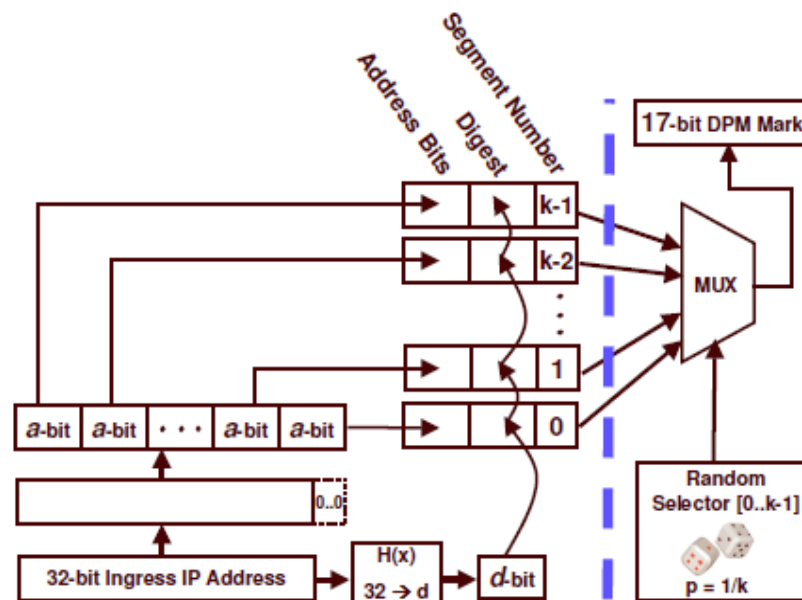 Address Bits
Digest
Segment Number
17-bit DPM Mark
k-1
k-2
MUX
1
0
a-bit a-bit · · · a-bit a-bit
0..0
32-bit Ingress IP Address
H(x)
32 → d
d-bit
Random
Selector [0..k-1]
p = 1/k